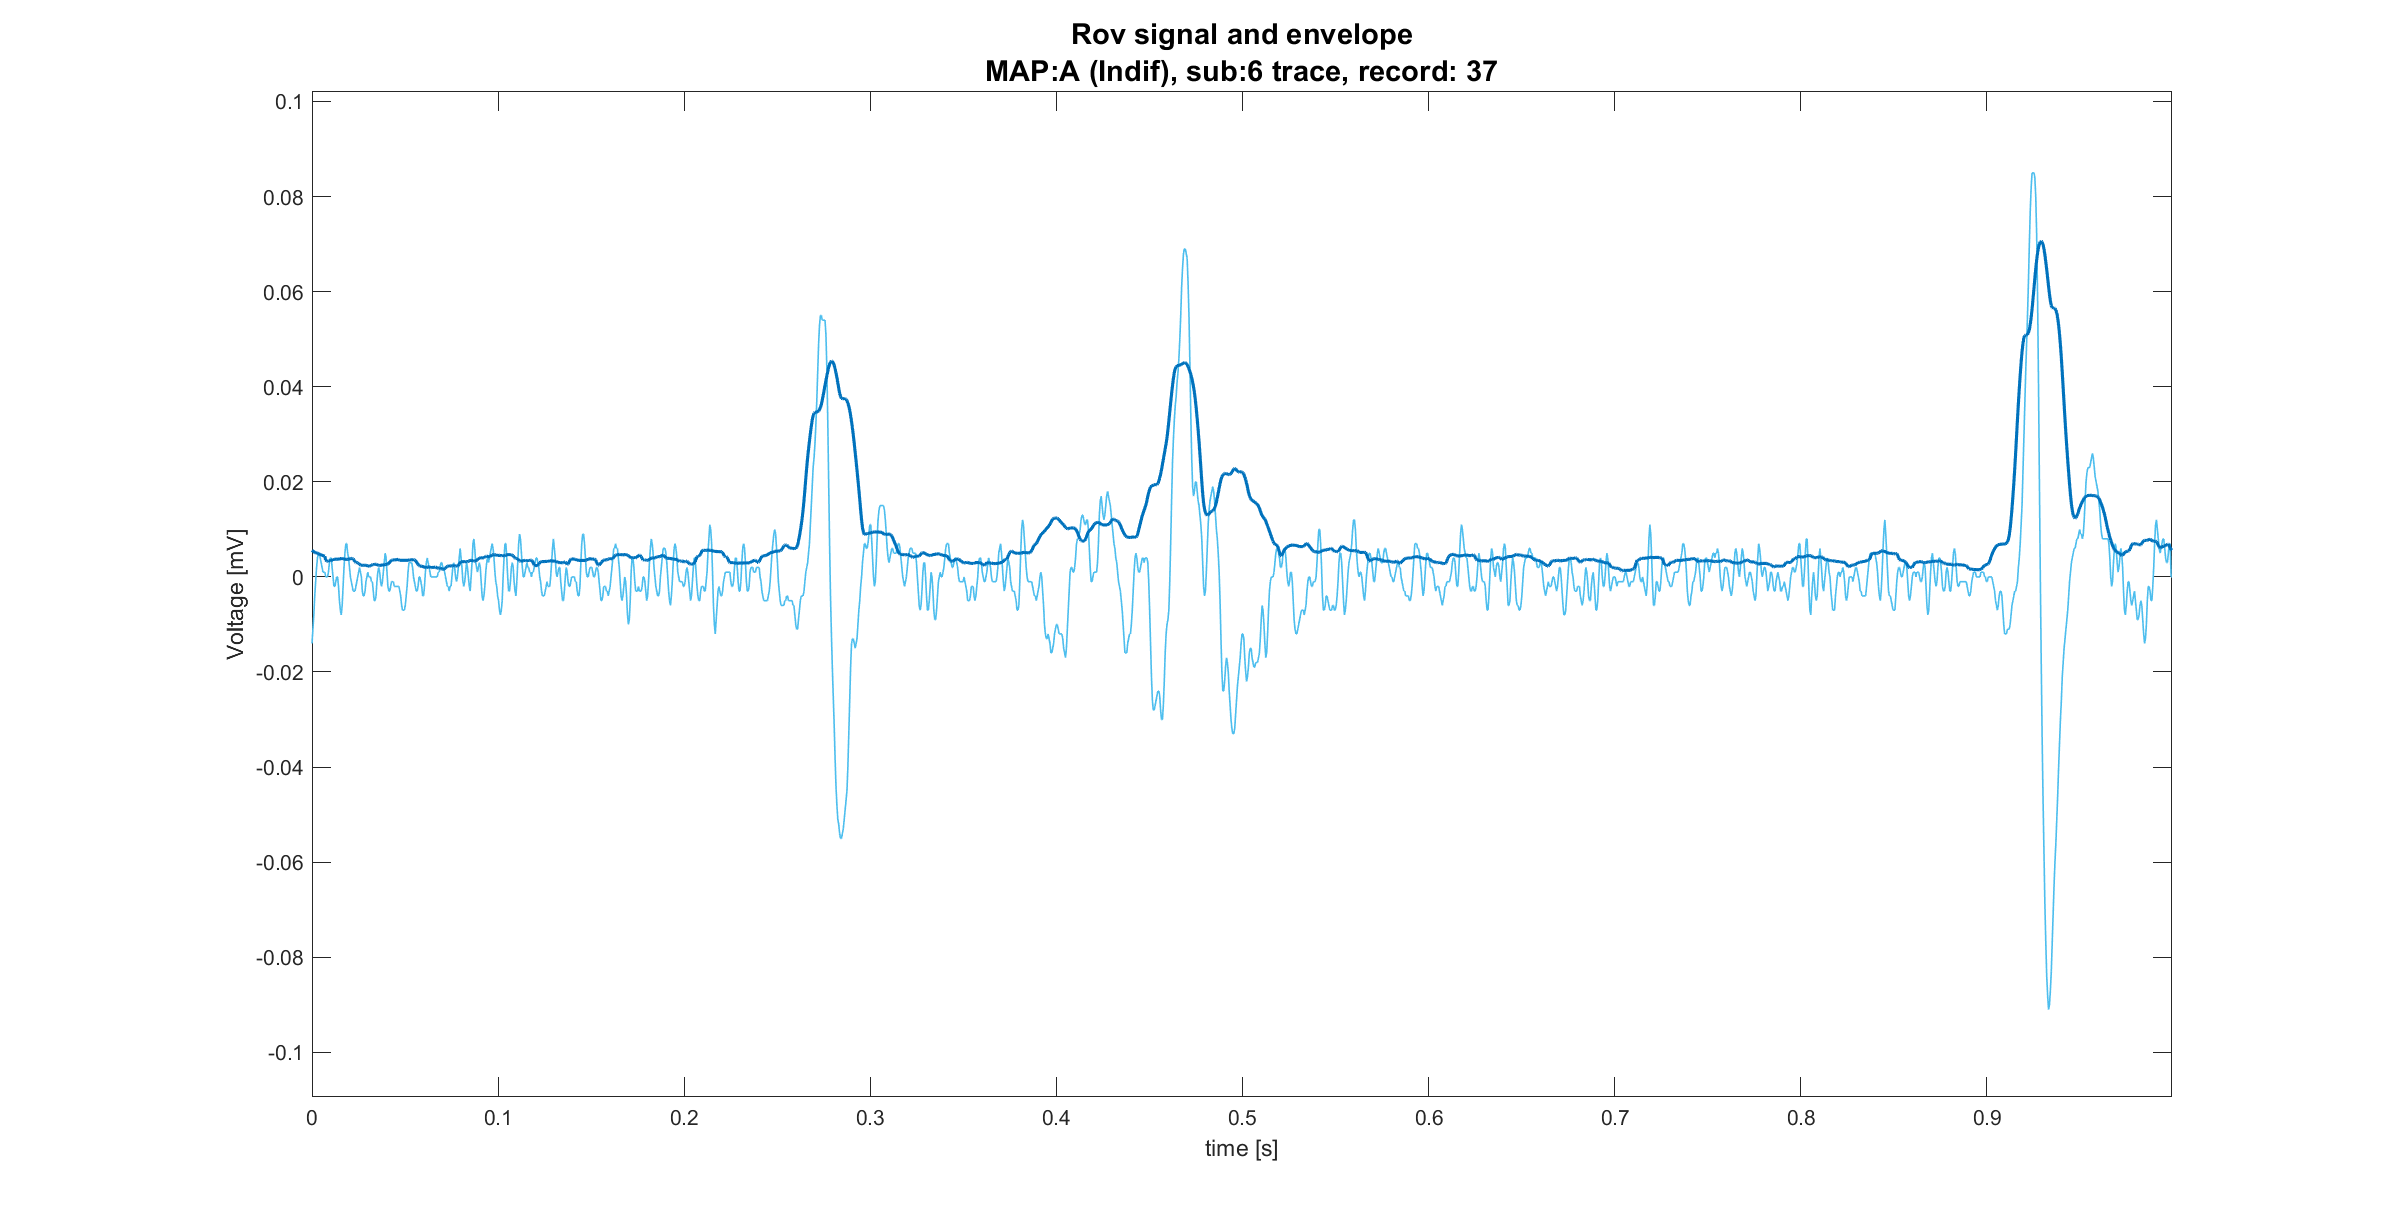 Rov signal and envelope
MAP:A (Indif), sub:6 trace, record: 37
0.1
0.08
0.06
0.04
0.02
0
-0.02
-0.04
-0.06
-0.08
-0.1
Voltage [mV]
0 0.1 0.2 0.3 0.4 0.5 0.6 0.7 0.8 0.9
time [s]